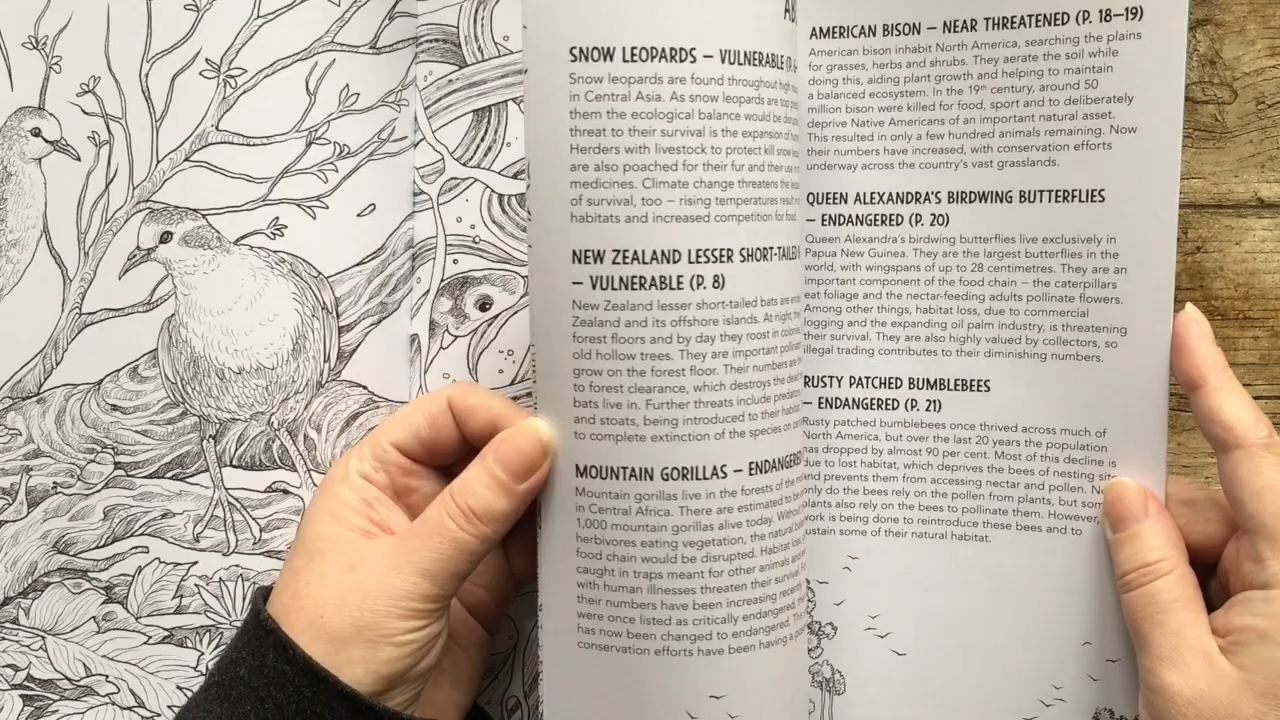 AB
SNOW LEOPARDS – VULNERABLE (P. 6-
Snow leopards are found throughout high
in Central Asia. As snow leopards are top
them the ecological balance would be
threat to their survival is the expansion of
Herders with livestock to protect kill snow
are also poached for their fur and their use in
medicines. Climate change threatens the
of survival, too – rising temperatures result
habitats and increased competition for food.
NEW ZEALAND LESSER SHORT-TAILED
– VULNERABLE (P. 8)
New Zealand lesser short-tailed bats are
Zealand and its offshore islands. At night,
forest floors and by day they roost in
old hollow trees. They are important
grow on the forest floor. Their numbers are
to forest clearance, which destroys the
bats live in. Further threats include
and stoats, being introduced to their
to complete extinction of the species on
MOUNTAIN GORILLAS – ENDANGERED
Mountain gorillas live in the forests of the
in Central Africa. There are estimated to be
1,000 mountain gorillas alive today. Without
herbivores eating vegetation, the natural
food chain would be disrupted. Habitat loss,
caught in traps meant for other animals and
with human illnesses threaten their survival.
their numbers have been increasing recently
were once listed as critically endangered,
has now been changed to endangered.
conservation efforts have been having a
AMERICAN BISON – NEAR THREATENED (P. 18–19)
American bison inhabit North America, searching the plains
for grasses, herbs and shrubs. They aerate the soil while
doing this, aiding plant growth and helping to maintain
a balanced ecosystem. In the 19th century, around 50
million bison were killed for food, sport and to deliberately
deprive Native Americans of an important natural asset.
This resulted in only a few hundred animals remaining. Now
their numbers have increased, with conservation efforts
underway across the country's vast grasslands.
QUEEN ALEXANDRA'S BIRDWING BUTTERFLIES
– ENDANGERED (P. 20)
Queen Alexandra's birdwing butterflies live exclusively in
Papua New Guinea. They are the largest butterflies in the
world, with wingspans of up to 28 centimetres. They are an
important component of the food chain – the caterpillars
eat foliage and the nectar-feeding adults pollinate flowers.
Among other things, habitat loss, due to commercial
logging and the expanding oil palm industry, is threatening
their survival. They are also highly valued by collectors, so
illegal trading contributes to their diminishing numbers.
RUSTY PATCHED BUMBLEBEES
– ENDANGERED (P. 21)
Rusty patched bumblebees once thrived across much of
North America, but over the last 20 years the population
has dropped by almost 90 per cent. Most of this decline is
due to lost habitat, which deprives the bees of nesting
and prevents them from accessing nectar and pollen.
only do the bees rely on the pollen from plants, but
plants also rely on the bees to pollinate them. However,
work is being done to reintroduce these bees and to
sustain some of their natural habitat.